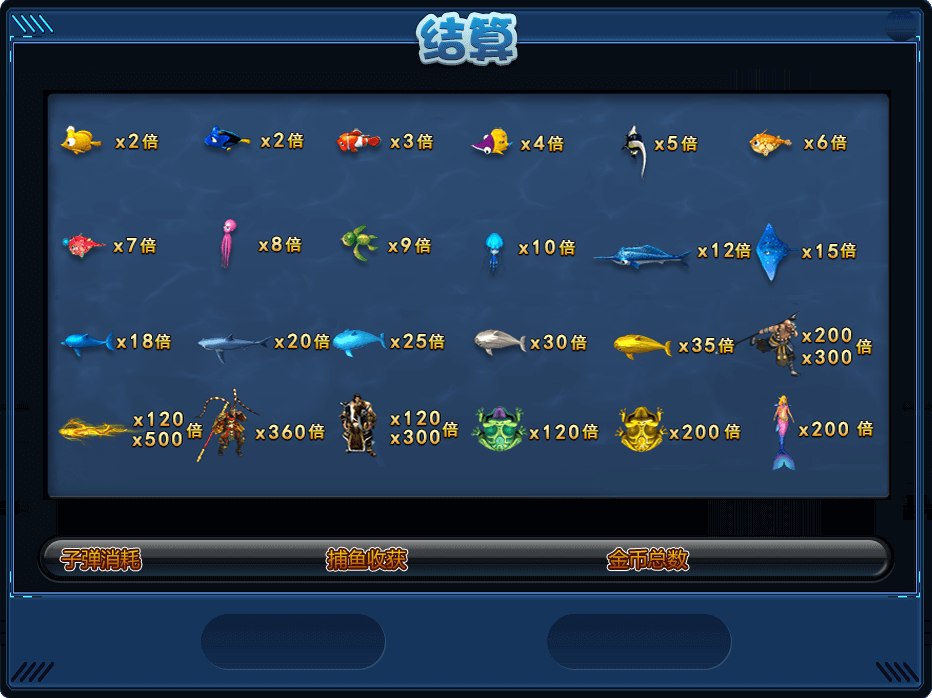 结算
x2倍 x2倍 x3倍 x4倍 x5倍 x6倍
x7倍 x8倍 x9倍 x10倍 x12倍 x15倍
x18倍 x20倍 x25倍 x30倍 x35倍 x200 x300 倍
x120 x500 倍 x360倍 x120 x300 倍 x120倍 x200倍 x200倍
子弹消耗 捕鱼收获 金币总数